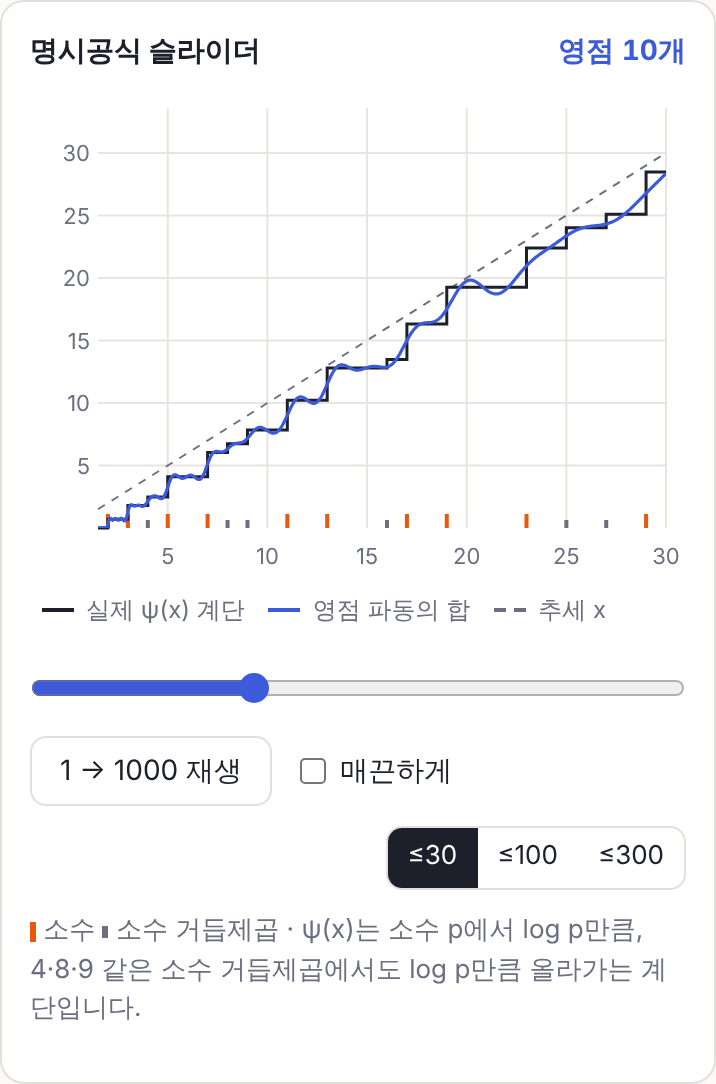 명시공식 슬라이더
영점 10개
30
25
20
15
10
5
5 10 15 20 25 30
실제 ψ(x) 계단 영점 파동의 합 추세 x
1 → 1000 재생 매끈하게
≤30 ≤100 ≤300
소수 소수 거듭제곱 · ψ(x)는 소수 p에서 log p만큼,
4·8·9 같은 소수 거듭제곱에서도 log p만큼 올라가는 계
단입니다.